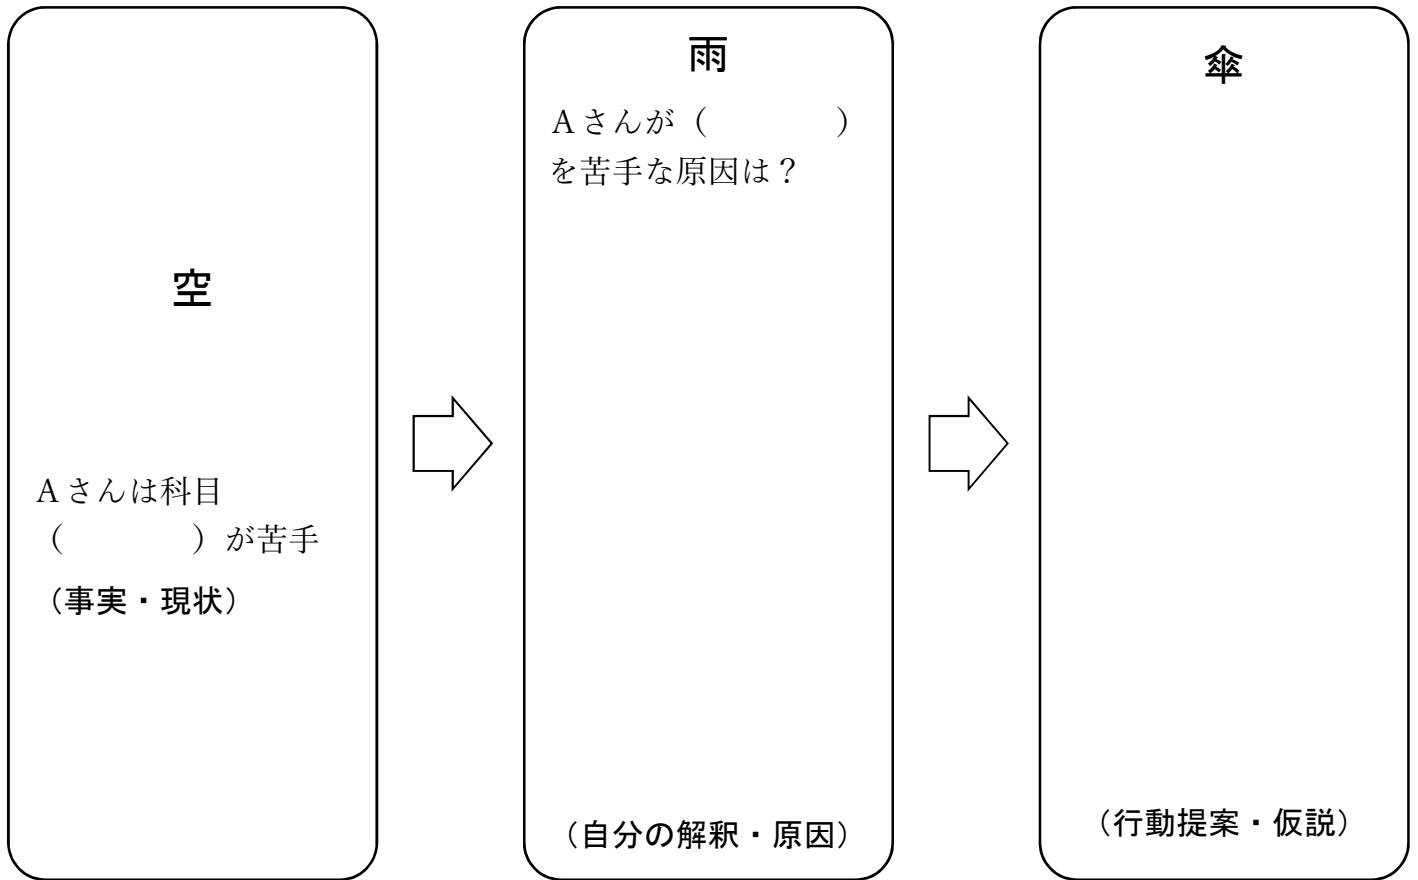 空
Aさんは科目
（　　　　）が苦手
（事実・現状）
雨
Aさんが（　　　　）
を苦手な原因は？
（自分の解釈・原因）
傘
（行動提案・仮説）